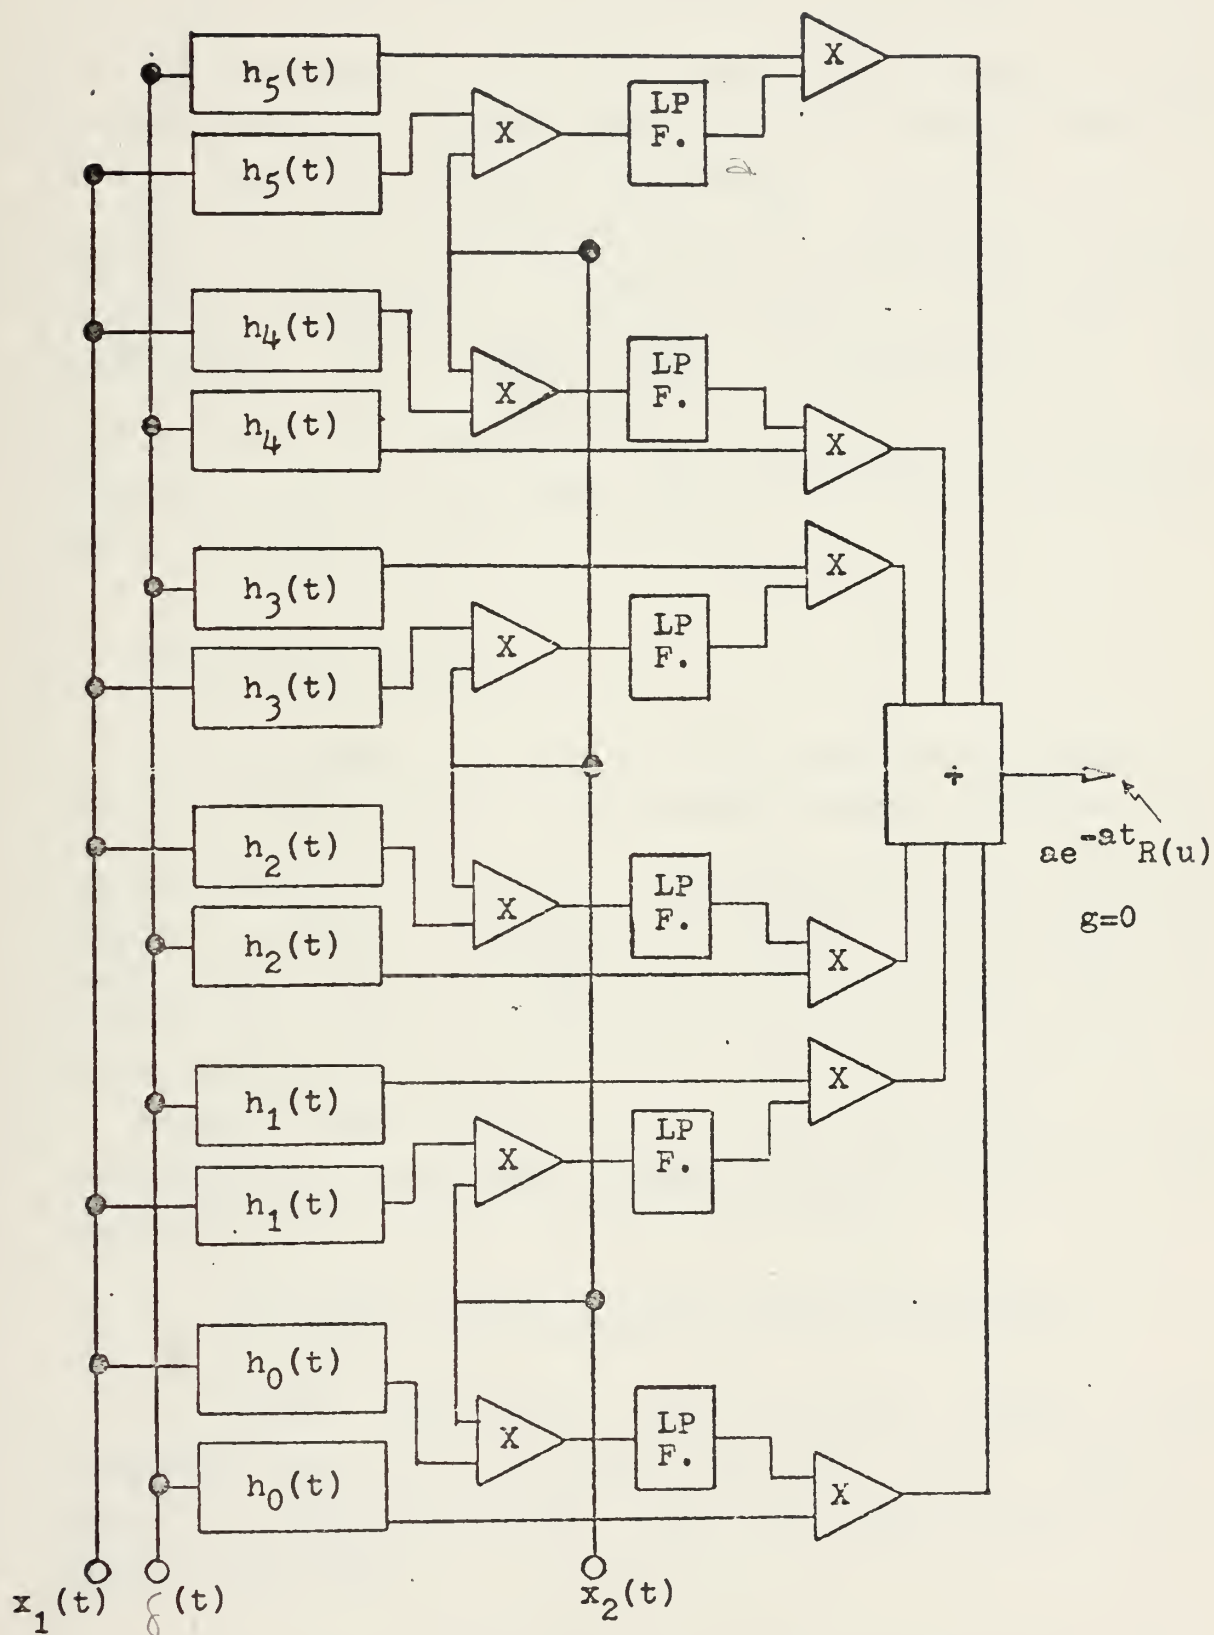 h5(t)
X
LP
F.
X
h5(t)
a
h4(t)
LP
F.
X
h4(t)
X
h3(t)
X
LP
F.
X
h3(t)
+
ae-atR(u)
g=0
h2(t)
LP
F.
X
h2(t)
X
h1(t)
X
LP
F.
X
h1(t)
h0(t)
LP
F.
X
h0(t)
X
x1(t)
δ(t)
x2(t)